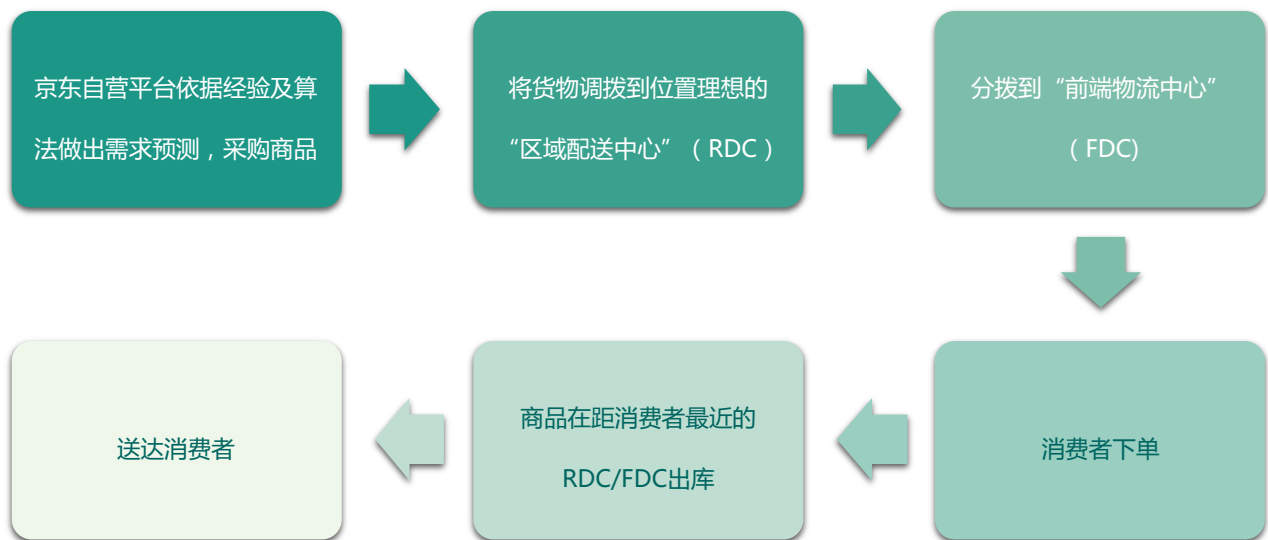 京东自营平台依据经验及算
法做出需求预测，采购商品
将货物调拨到位置理想的
“区域配送中心”（RDC）
分拨到“前端物流中心”
（FDC)
消费者下单
商品在距消费者最近的
RDC/FDC出库
送达消费者